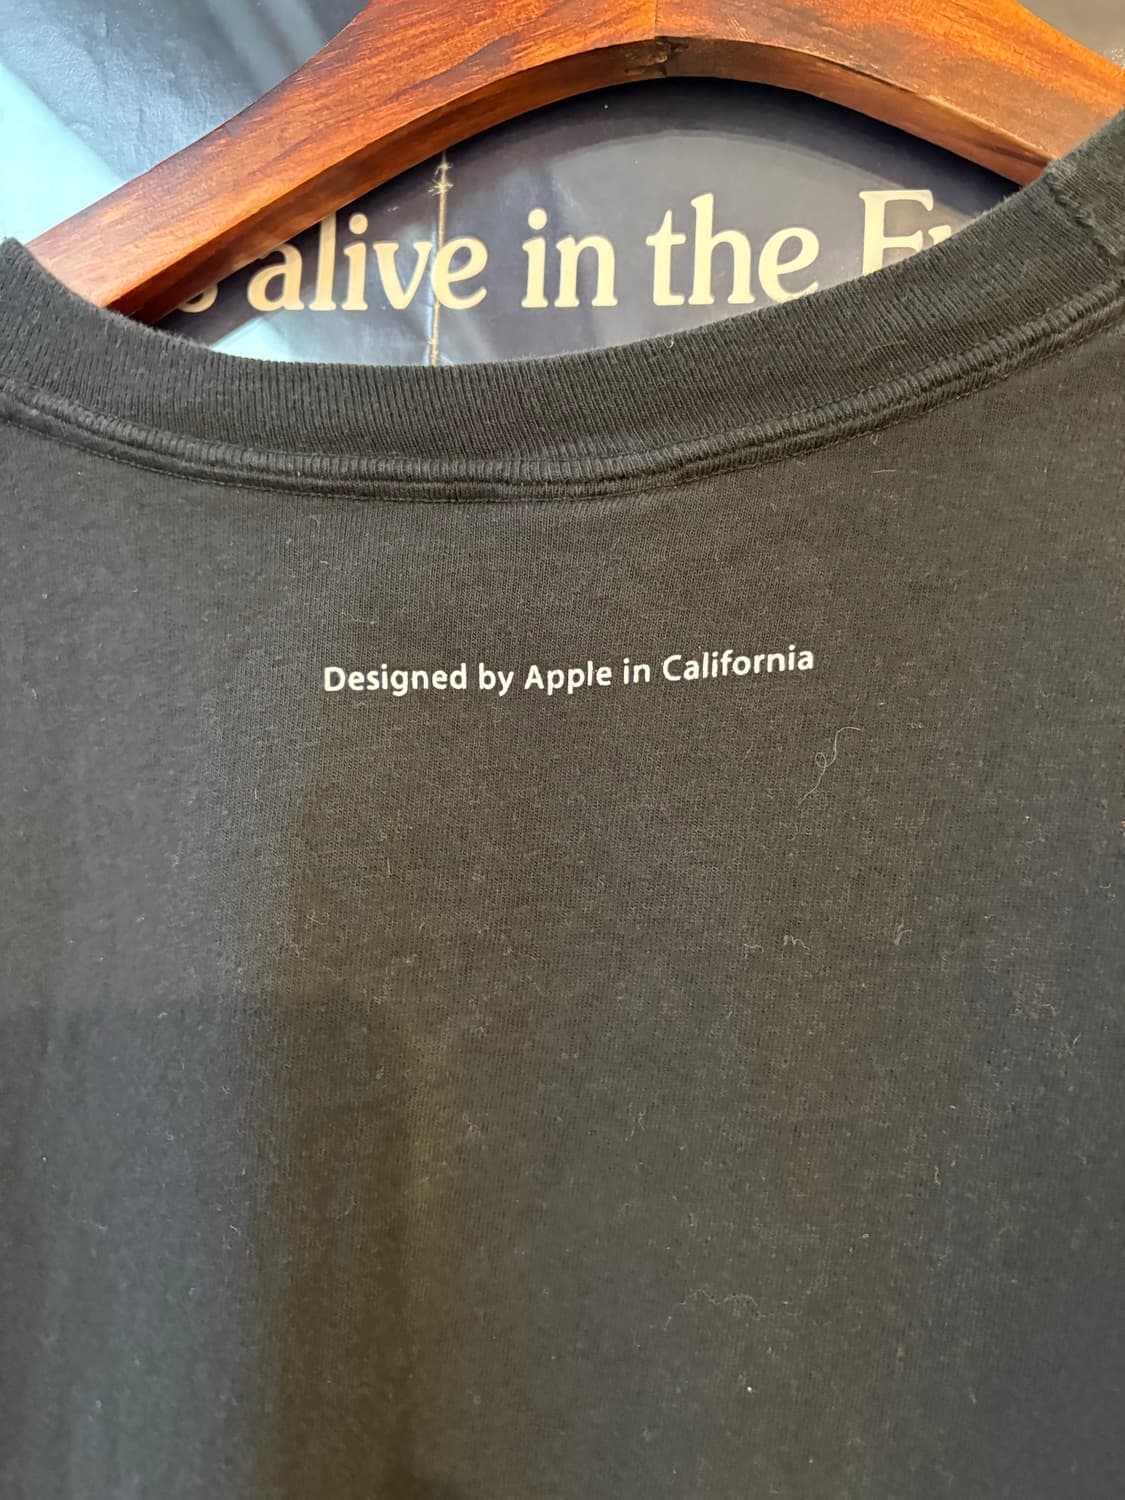 alive in the
Designed by Apple in California